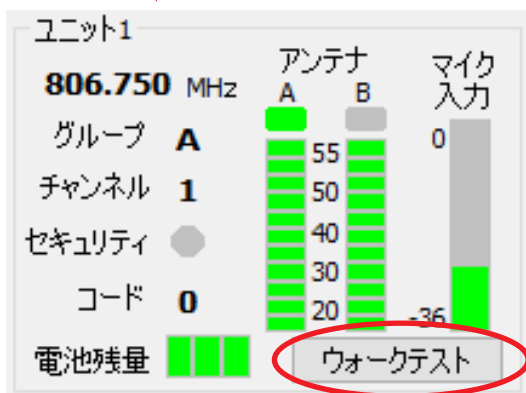 ユニット1
806.750 MHz
グループ A
チャンネル 1
セキュリティ
コード 0
電池残量
アンテナ
A B
55
50
40
30
20
マイク
入力
0
-36
ウォークテスト